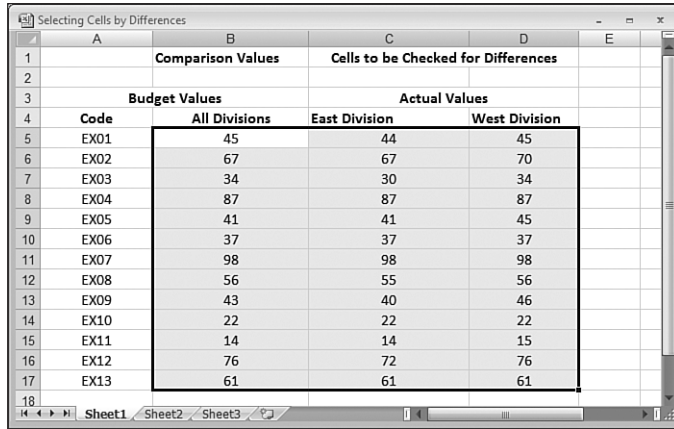 Selecting Cells by Differences
A B C D E
1 Comparison Values Cells to be Checked for Differences
2
3 Budget Values Actual Values
4 Code All Divisions East Division West Division
5 EX01 45 44 45
6 EX02 67 67 70
7 EX03 34 30 34
8 EX04 87 87 87
9 EX05 41 41 45
10 EX06 37 37 37
11 EX07 98 98 98
12 EX08 56 55 56
13 EX09 43 40 46
14 EX10 22 22 22
15 EX11 14 14 15
16 EX12 76 72 76
17 EX13 61 61 61
18
Sheet1 Sheet2 Sheet3